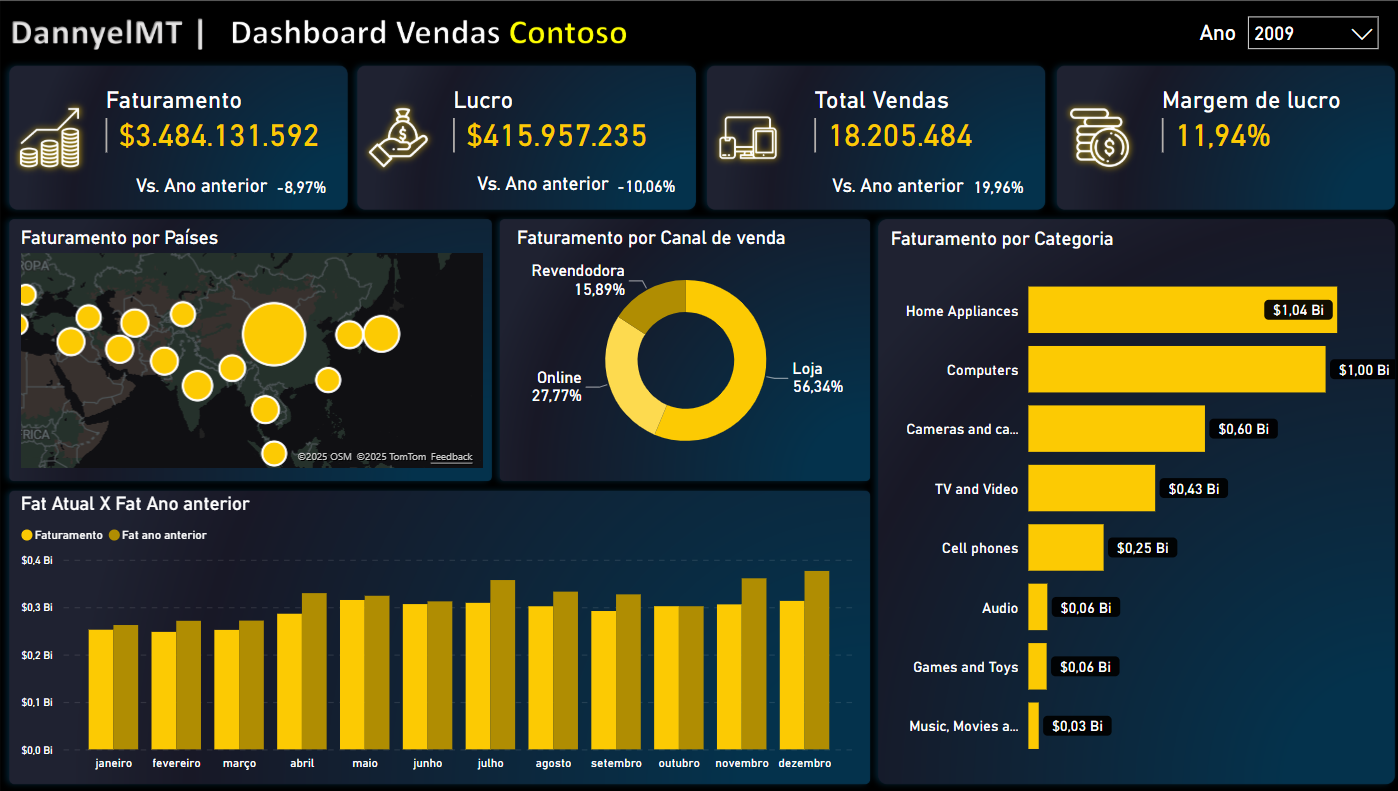 DannyelMT | Dashboard Vendas Contoso
Ano 2009
Faturamento
$3.484.131.592
Vs. Ano anterior -8,97%
Lucro
$415.957.235
Vs. Ano anterior -10,06%
Total Vendas
18.205.484
Vs. Ano anterior 19,96%
Margem de lucro
11,94%
Faturamento por Países
ROPA
RICA
©2025 OSM ©2025 TomTom Feedback
Faturamento por Canal de venda
Revendodora
15,89%
Online
27,77%
Loja
56,34%
Faturamento por Categoria
Home Appliances $1,04 Bi
Computers $1,00 Bi
Cameras and ca... $0,60 Bi
TV and Video $0,43 Bi
Cell phones $0,25 Bi
Audio $0,06 Bi
Games and Toys $0,06 Bi
Music, Movies a... $0,03 Bi
Fat Atual X Fat Ano anterior
Faturamento Fat ano anterior
$0,4 Bi
$0,3 Bi
$0,2 Bi
$0,1 Bi
$0,0 Bi
janeiro fevereiro março abril maio junho julho agosto setembro outubro novembro dezembro